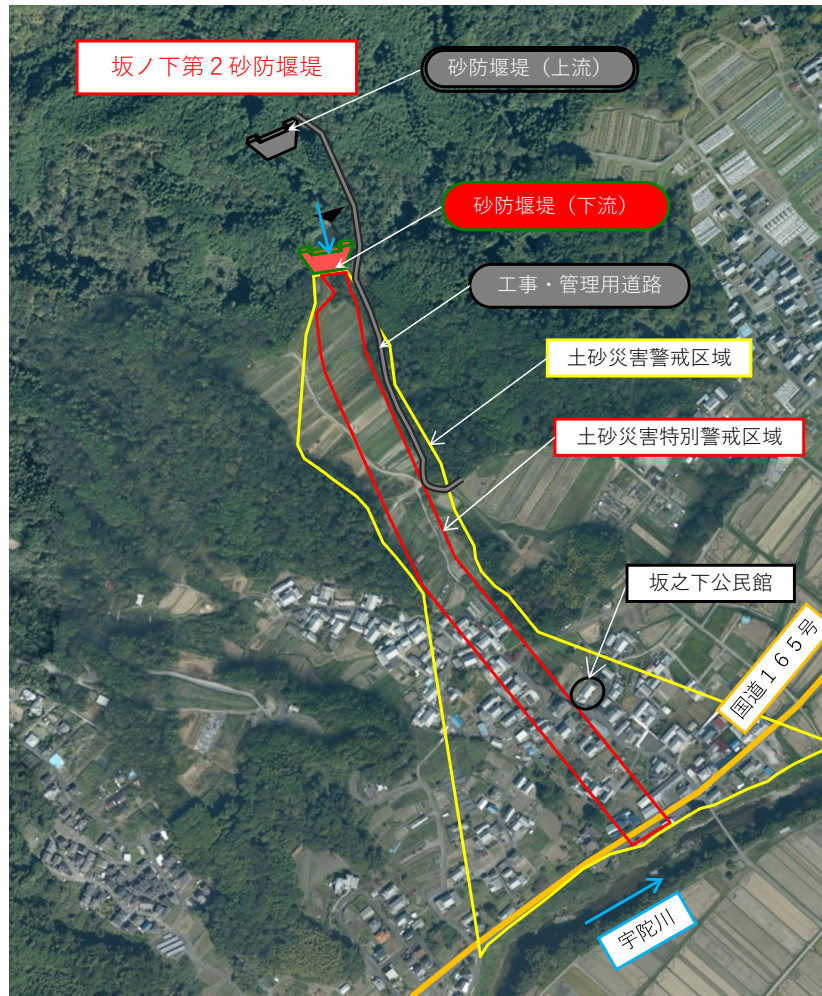 坂ノ下第２砂防堰堤
砂防堰堤（上流）
砂防堰堤（下流）
工事・管理用道路
土砂災害警戒区域
土砂災害特別警戒区域
坂之下公民館
国道１６５号
宇陀川